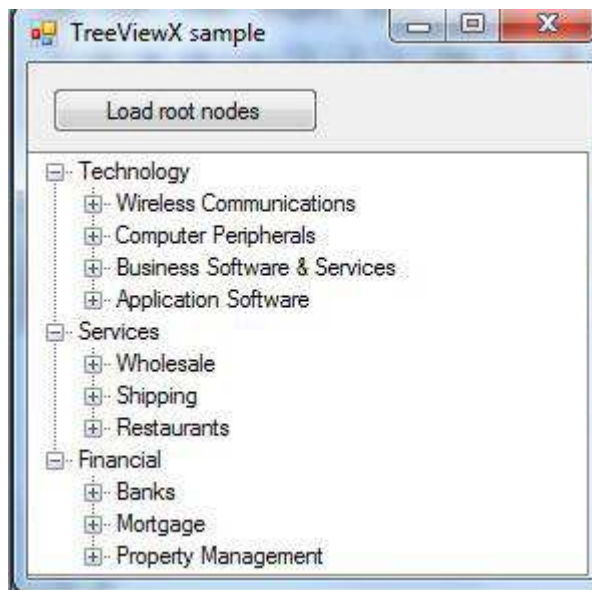 TreeViewX sample
Load root nodes
Technology
Wireless Communications
Computer Peripherals
Business Software & Services
Application Software
Services
Wholesale
Shipping
Restaurants
Financial
Banks
Mortgage
Property Management